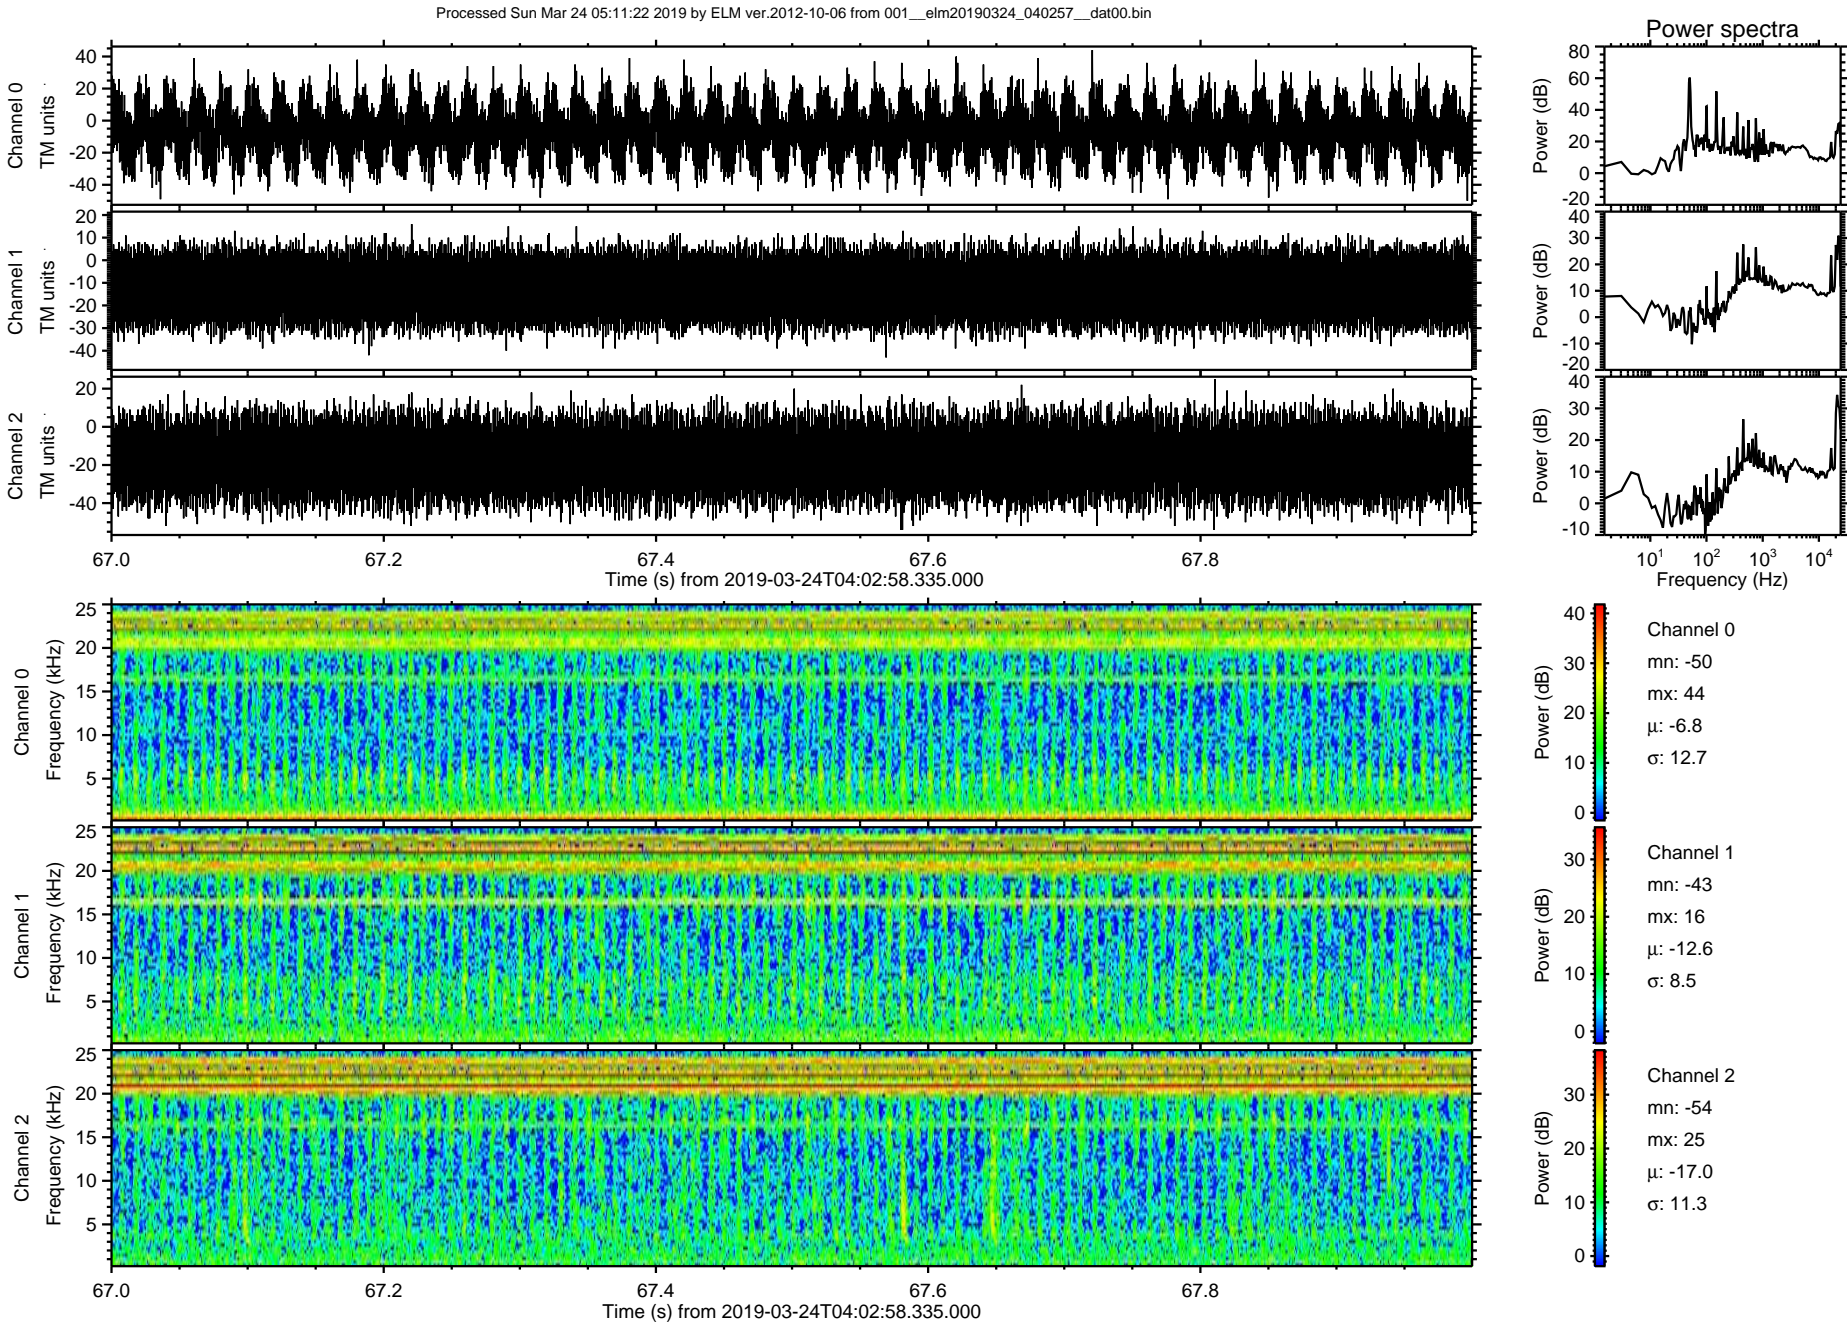 Processed Sun Mar 24 05:11:22 2019 by ELM ver.2012-10-06 from 001__elm20190324_040257__dat00.bin
Power spectra
Channel 0
TM units
40
20
0
-20
-40
Power (dB)
80
60
40
20
0
-20
Channel 1
TM units
20
10
0
-10
-20
-30
-40
Power (dB)
40
30
20
10
0
-10
-20
Channel 2
TM units
20
0
-20
-40
Power (dB)
40
30
20
10
0
-10
67.0 67.2 67.4 67.6 67.8
Time (s) from 2019-03-24T04:02:58.335.000
10¹ 10² 10³ 10⁴
Frequency (Hz)
Channel 0
Frequency (kHz)
25
20
15
10
5
Power (dB)
40
30
20
10
0
Channel 0
mn: -50
mx: 44
μ: -6.8
σ: 12.7
Channel 1
Frequency (kHz)
25
20
15
10
5
Power (dB)
30
20
10
0
Channel 1
mn: -43
mx: 16
μ: -12.6
σ: 8.5
Channel 2
Frequency (kHz)
25
20
15
10
5
Power (dB)
30
20
10
0
Channel 2
mn: -54
mx: 25
μ: -17.0
σ: 11.3
67.0 67.2 67.4 67.6 67.8
Time (s) from 2019-03-24T04:02:58.335.000